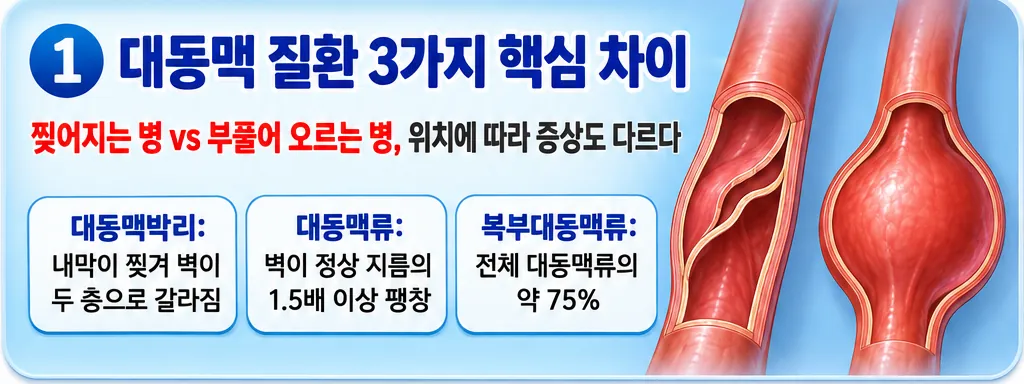 1 대동맥 질환 3가지 핵심 차이
찢어지는 병 vs 부풀어 오르는 병, 위치에 따라 증상도 다르다
대동맥박리:
내막이 찢겨 벽이
두 층으로 갈라짐
대동맥류:
벽이 정상 지름의
1.5배 이상 팽창
복부대동맥류:
전체 대동맥류의
약 75%